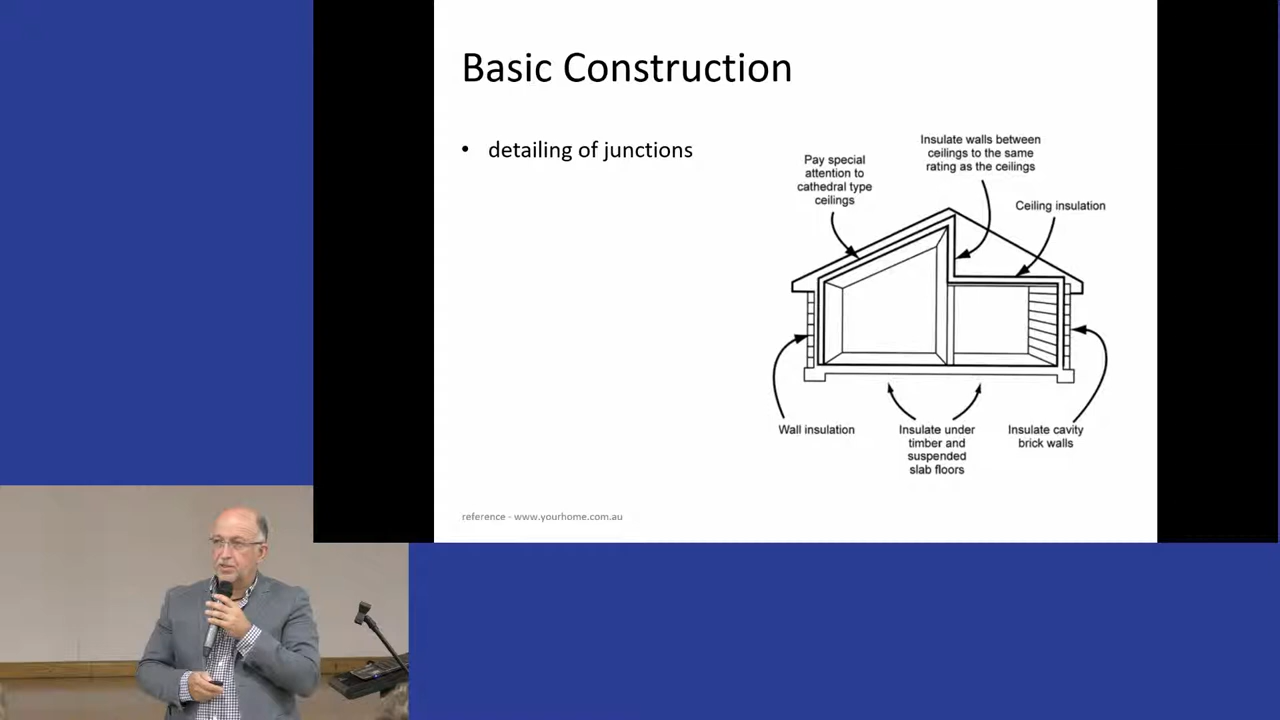 Basic Construction
• detailing of junctions
Pay special
attention to
cathedral type
ceilings
Insulate walls between
ceilings to the same
rating as the ceilings
Ceiling insulation
Wall insulation
Insulate under
timber and
suspended
slab floors
Insulate cavity
brick walls
reference - www.yourhome.com.au